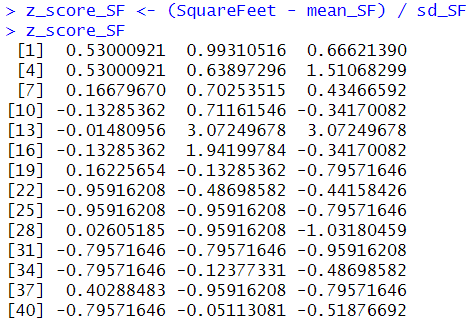 > z_score_SF <- (SquareFeet - mean_SF) / sd_SF
> z_score_SF
[1] 0.53000921 0.99310516 0.66621390
[4] 0.53000921 0.63897296 1.51068299
[7] 0.16679670 0.70253515 0.43466592
[10] -0.13285362 0.71161546 -0.34170082
[13] -0.01480956 3.07249678 3.07249678
[16] -0.13285362 1.94199784 -0.34170082
[19] 0.16225654 -0.13285362 -0.79571646
[22] -0.95916208 -0.48698582 -0.44158426
[25] -0.95916208 -0.95916208 -0.79571646
[28] 0.02605185 -0.95916208 -1.03180459
[31] -0.79571646 -0.79571646 -0.95916208
[34] -0.79571646 -0.12377331 -0.48698582
[37] 0.40288483 -0.95916208 -0.79571646
[40] -0.79571646 -0.05113081 -0.51876692